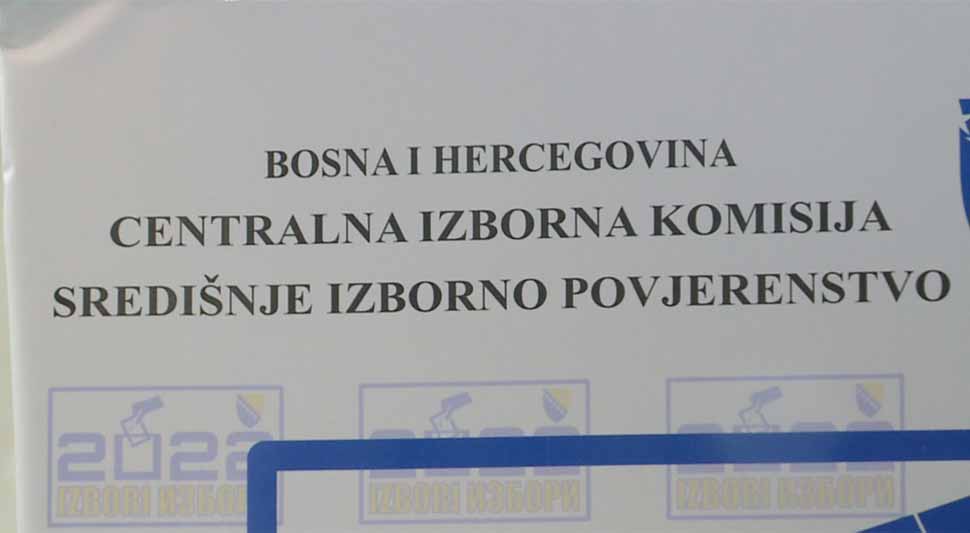 BOSNA I HERCEGOVINA
CENTRALNA IZBORNA KOMISIJA
SREDIŠNJE IZBORNO POVJERENSTVO
2022 2022 2022
IZBORI ИЗБОРИ IZBORI ИЗБОРИ IZBORI ИЗБОРИ